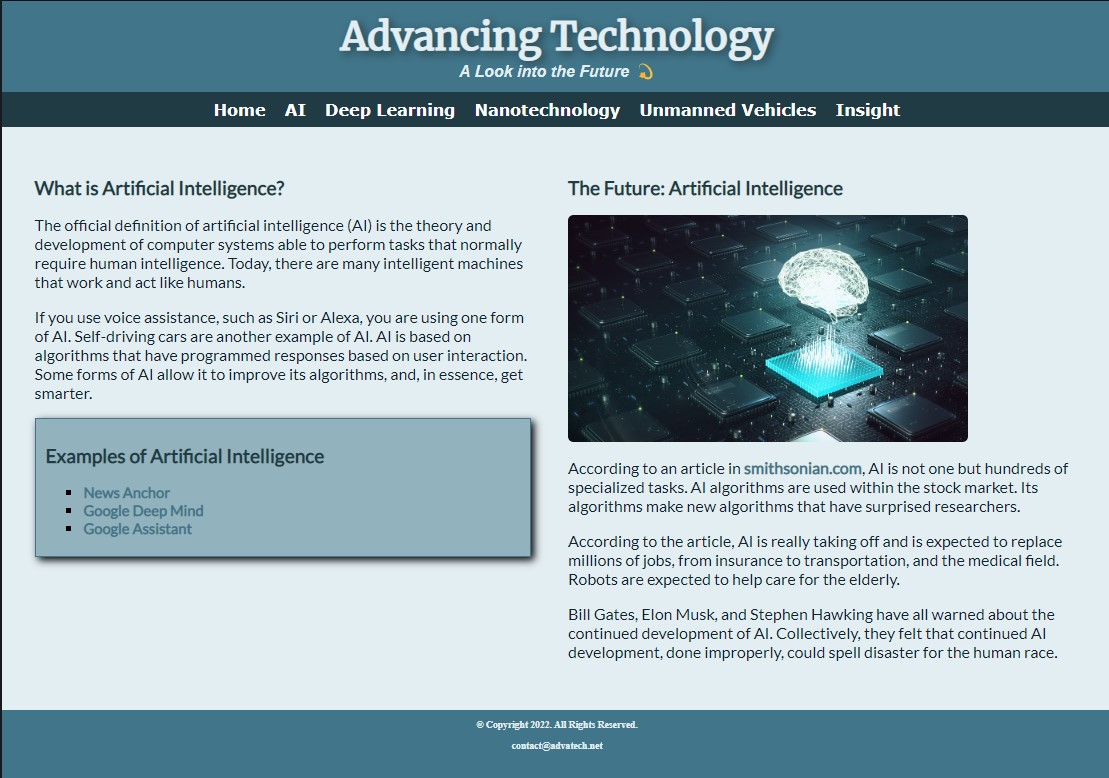 Advancing Technology
A Look into the Future
Home AI Deep Learning Nanotechnology Unmanned Vehicles Insight
What is Artificial Intelligence?
The official definition of artificial intelligence (AI) is the theory and
development of computer systems able to perform tasks that normally
require human intelligence. Today, there are many intelligent machines
that work and act like humans.
If you use voice assistance, such as Siri or Alexa, you are using one form
of AI. Self-driving cars are another example of AI. AI is based on
algorithms that have programmed responses based on user interaction.
Some forms of AI allow it to improve its algorithms, and, in essence, get
smarter.
Examples of Artificial Intelligence
News Anchor
Google Deep Mind
Google Assistant
The Future: Artificial Intelligence
According to an article in smithsonian.com, AI is not one but hundreds of
specialized tasks. AI algorithms are used within the stock market. Its
algorithms make new algorithms that have surprised researchers.
According to the article, AI is really taking off and is expected to replace
millions of jobs, from insurance to transportation, and the medical field.
Robots are expected to help care for the elderly.
Bill Gates, Elon Musk, and Stephen Hawking have all warned about the
continued development of AI. Collectively, they felt that continued AI
development, done improperly, could spell disaster for the human race.
© Copyright 2022. All Rights Reserved.
contact@advatech.net